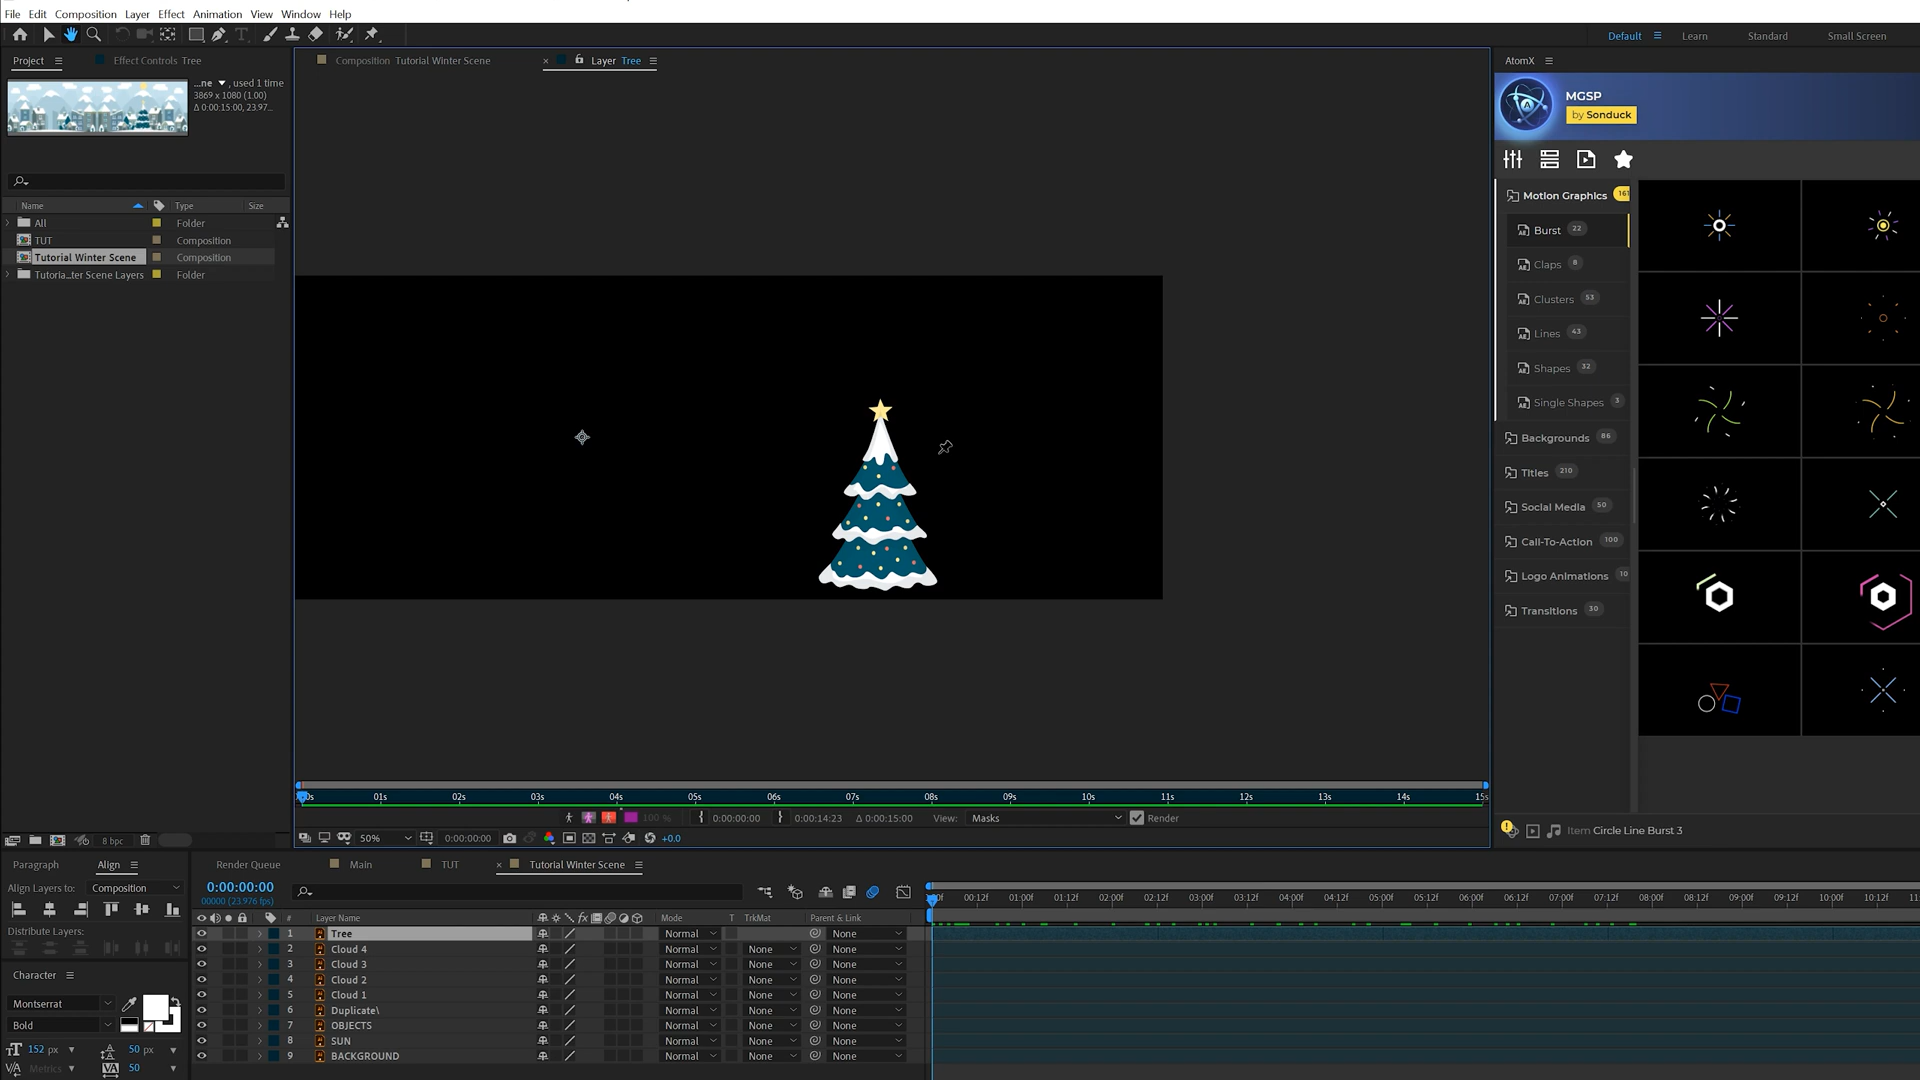 File Edit Composition Layer Effect Animation View Window Help
Default Learn Standard Small Screen
Project Effect Controls Tree
Composition Tutorial Winter Scene
Layer Tree
AtomX
...ne , used 1 time
3869 x 1080 (1.00)
Δ 0:00:15:00, 23.97...
MGSP
by Sonduck
Name Type Size
All Folder
TUT Composition
Tutorial Winter Scene Composition
Tutoria...ter Scene Layers Folder
Motion Graphics 161
Burst 22
Claps 8
Clusters 53
Lines 43
Shapes 32
Single Shapes 3
Backgrounds 86
Titles 210
Social Media 50
Call-To-Action 100
Logo Animations 10
Transitions 30
Item Circle Line Burst 3
01s 02s 03s 04s 05s 06s 07s 08s 09s 10s 11s 12s 13s 14s 15s
100 % 0:00:00:00 0:00:14:23 Δ 0:00:15:00 View: Masks Render
50% 0:00:00:00 +0.0
8 bpc
Paragraph Align
Render Queue Main TUT Tutorial Winter Scene
Align Layers to: Composition
0:00:00:00
00000 (23.976 fps)
00:12f 01:00f 01:12f 02:00f 02:12f 03:00f 03:12f 04:00f 04:12f 05:00f 05:12f 06:00f 06:12f 07:00f 07:12f 08:00f 08:12f 09:00f 09:12f 10:00f 10:12f
# Layer Name fx Mode T TrkMat Parent & Link
Distribute Layers:
1 Tree Normal None
2 Cloud 4 Normal None None
3 Cloud 3 Normal None None
4 Cloud 2 Normal None None
5 Cloud 1 Normal None None
6 Duplicate\ Normal None None
7 OBJECTS Normal None None
8 SUN Normal None None
9 BACKGROUND Normal None None
Character
Montserrat
Bold
152 px 50 px
Metrics 50